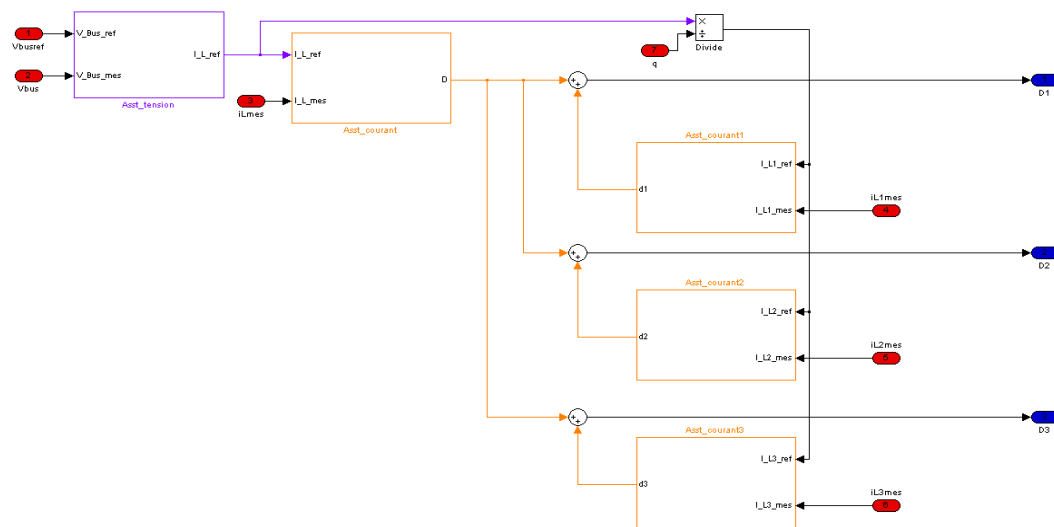 1
Vbusref
2
Vbus
V_Bus_ref
V_Bus_mes
I_L_ref
Asst_tension
3
iLmes
I_L_ref
I_L_mes
D
Asst_courant
×
÷
Divide
7
q
1
D1
Asst_courant1
I_L1_ref
I_L1_mes
d1
iL1mes
4
2
D2
Asst_courant2
I_L2_ref
I_L2_mes
d2
iL2mes
5
3
D3
Asst_courant3
I_L3_ref
I_L3_mes
d3
iL3mes
6